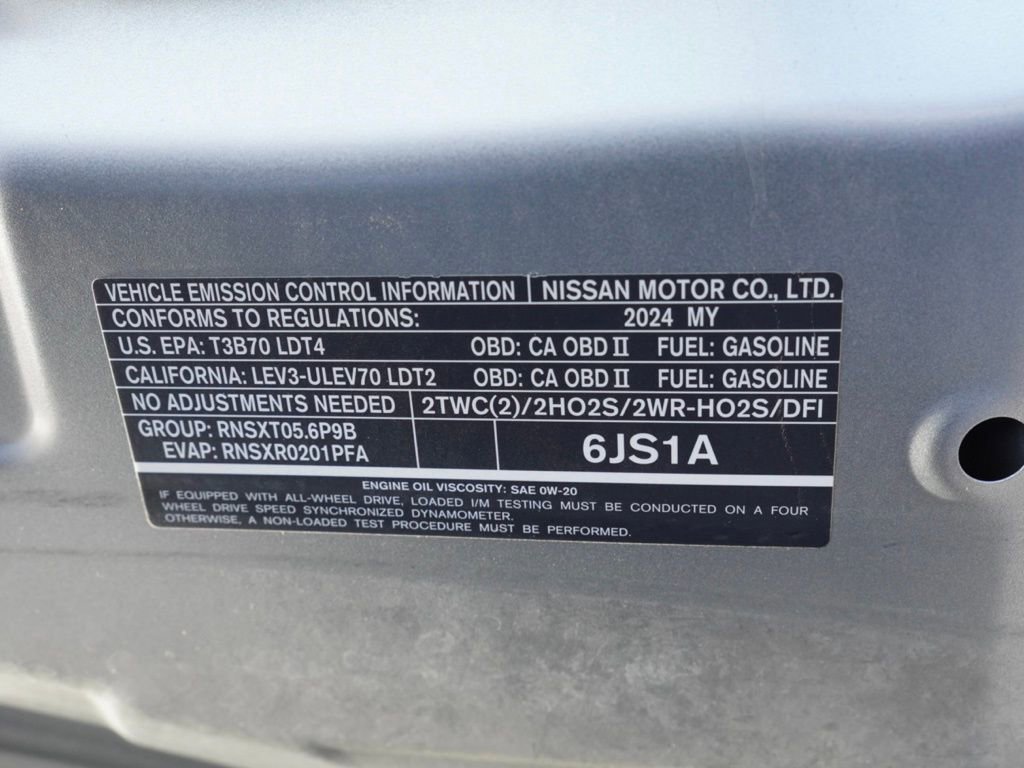 VEHICLE EMISSION CONTROL INFORMATION NISSAN MOTOR CO., LTD.
CONFORMS TO REGULATIONS: 2024 MY
U.S. EPA: T3B70 LDT4 OBD: CA OBD II FUEL: GASOLINE
CALIFORNIA: LEV3-ULEV70 LDT2 OBD: CA OBD II FUEL: GASOLINE
NO ADJUSTMENTS NEEDED 2TWC(2)/2HO2S/2WR-HO2S/DFI
GROUP: RNSXT05.6P9B
EVAP: RNSXR0201PFA
6JS1A
ENGINE OIL VISCOSITY: SAE 0W-20
IF EQUIPPED WITH ALL-WHEEL DRIVE, LOADED I/M TESTING MUST BE CONDUCTED ON A FOUR
WHEEL DRIVE SPEED SYNCHRONIZED DYNAMOMETER.
OTHERWISE, A NON-LOADED TEST PROCEDURE MUST BE PERFORMED.